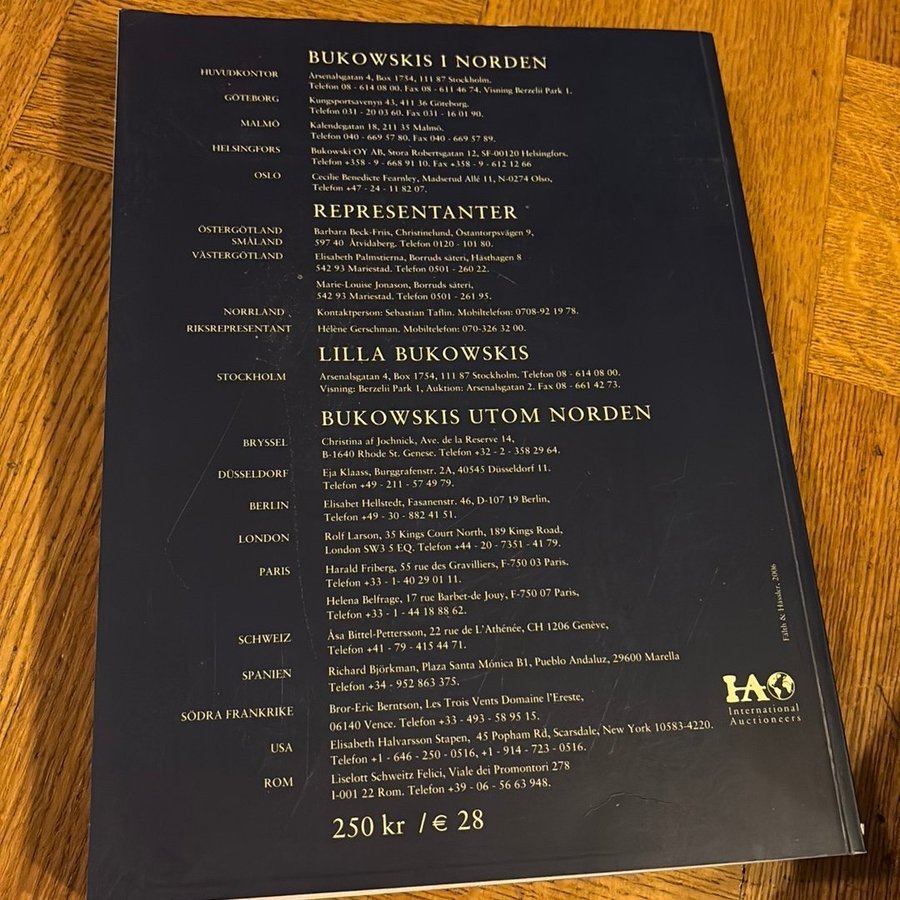 BUKOWSKIS I NORDEN
HUVUDKONTOR Arsenalsgatan 4, Box 1754, 111 87 Stockholm.
Telefon 08 - 614 08 00. Fax 08 - 611 46 74, Visning Berzelii Park 1.
GÖTEBORG Kungsportsavenyn 43, 411 36 Göteborg.
Telefon 031 - 20 03 60. Fax 031 - 16 01 90.
MALMÖ Kalendegatan 18, 211 35 Malmö.
Telefon 040 - 669 57 80. Fax 040 - 669 57 89.
HELSINGFORS Bukowski OY AB, Stora Robertsgatan 12, SF-00120 Helsingfors.
Telefon +358 - 9 - 668 91 10. Fax +358 - 9 - 612 12 66
OSLO Cecilie Benedicte Fearnley, Madserud Allé 11, N-0274 Olso,
Telefon +47 - 24 - 11 82 07.
REPRESENTANTER
ÖSTERGÖTLAND Barbara Beck-Friis, Christinelund, Östantorpsvägen 9,
SMÅLAND 597 40 Åtvidaberg. Telefon 0120 - 101 80.
VÄSTERGÖTLAND Elisabeth Palmstierna, Borruds säteri, Hästhagen 8
542 93 Mariestad. Telefon 0501 - 260 22.
Marie-Louise Jonason, Borruds säteri,
542 93 Mariestad. Telefon 0501 - 261 95.
NORRLAND Kontaktperson: Sebastian Taflin. Mobiltelefon: 0708-92 19 78.
RIKSREPRESENTANT Hélène Gerschman. Mobiltelefon: 070-326 32 00.
LILLA BUKOWSKIS
STOCKHOLM Arsenalsgatan 4, Box 1754, 111 87 Stockholm. Telefon 08 - 614 08 00.
Visning: Berzelii Park 1, Auktion: Arsenalsgatan 2. Fax 08 - 661 42 73.
BUKOWSKIS UTOM NORDEN
BRYSSEL Christina af Jochnick, Ave. de la Reserve 14,
B-1640 Rhode St. Genese. Telefon +32 - 2 - 358 29 64.
DÜSSELDORF Eja Klaass, Burggrafenstr. 2A, 40545 Düsseldorf 11.
Telefon +49 - 211 - 57 49 79.
BERLIN Elisabet Hellstedt, Fasanenstr. 46, D-107 19 Berlin,
Telefon +49 - 30 - 882 41 51.
LONDON Rolf Larson, 35 Kings Court North, 189 Kings Road,
London SW3 5 EQ. Telefon +44 - 20 - 7351 - 41 79.
PARIS Harald Friberg, 55 rue des Gravilliers, F-750 03 Paris.
Telefon +33 - 1- 40 29 01 11.
Helena Belfrage, 17 rue Barbet-de Jouy, F-750 07 Paris,
Telefon +33 - 1 - 44 18 88 62.
SCHWEIZ Åsa Bittel-Pettersson, 22 rue de L'Athénée, CH 1206 Genève,
Telefon +41 - 79 - 415 44 71.
SPANIEN Richard Björkman, Plaza Santa Mónica B1, Pueblo Andaluz, 29600 Marella
Telefon +34 - 952 863 375.
SÖDRA FRANKRIKE Bror-Eric Berntson, Les Trois Vents Domaine l'Ereste,
06140 Vence. Telefon +33 - 493 - 58 95 15.
USA Elisabeth Halvarsson Stapen, 45 Popham Rd, Scarsdale, New York 10583-4220.
Telefon +1 - 646 - 250 - 0516, +1 - 914 - 723 - 0516.
ROM Liselott Schweitz Felici, Viale dei Promontori 278
I-001 22 Rom. Telefon +39 - 06 - 56 63 948.
250 kr / € 28
Fälth & Hässler, 2006
IA
International
Auctioneers